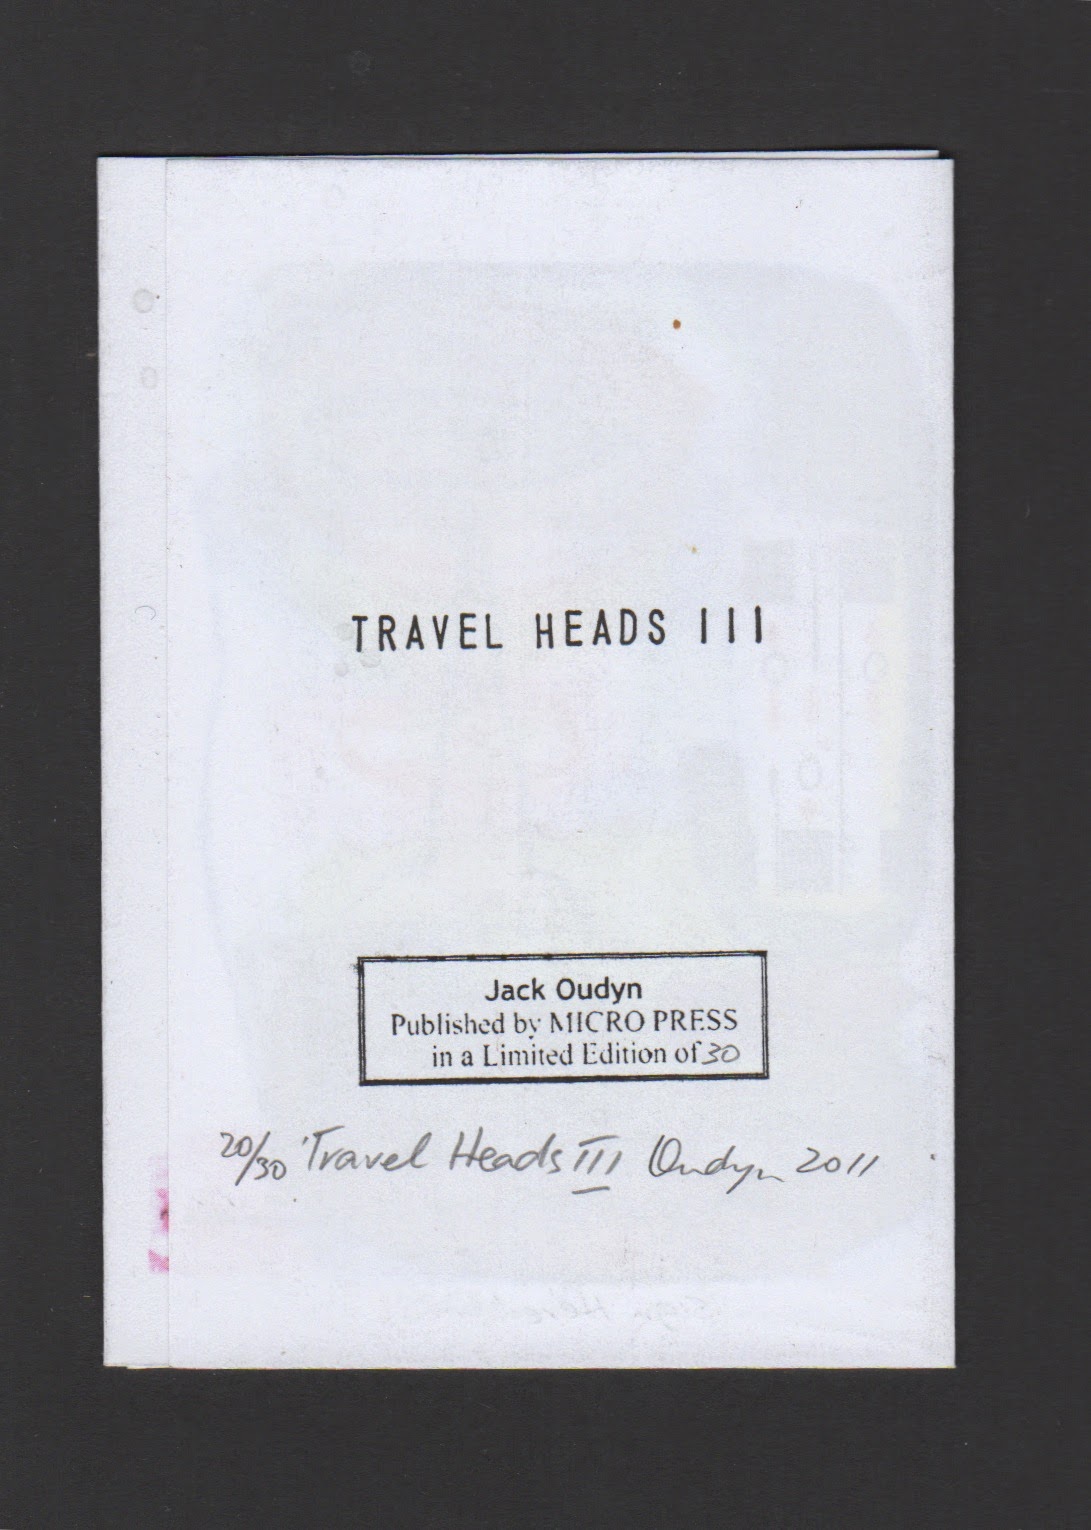 TRAVEL HEADS III
Jack Oudyn
Published by MICRO PRESS
in a Limited Edition of 30
20/30 'Travel Heads III Oudyn 2011